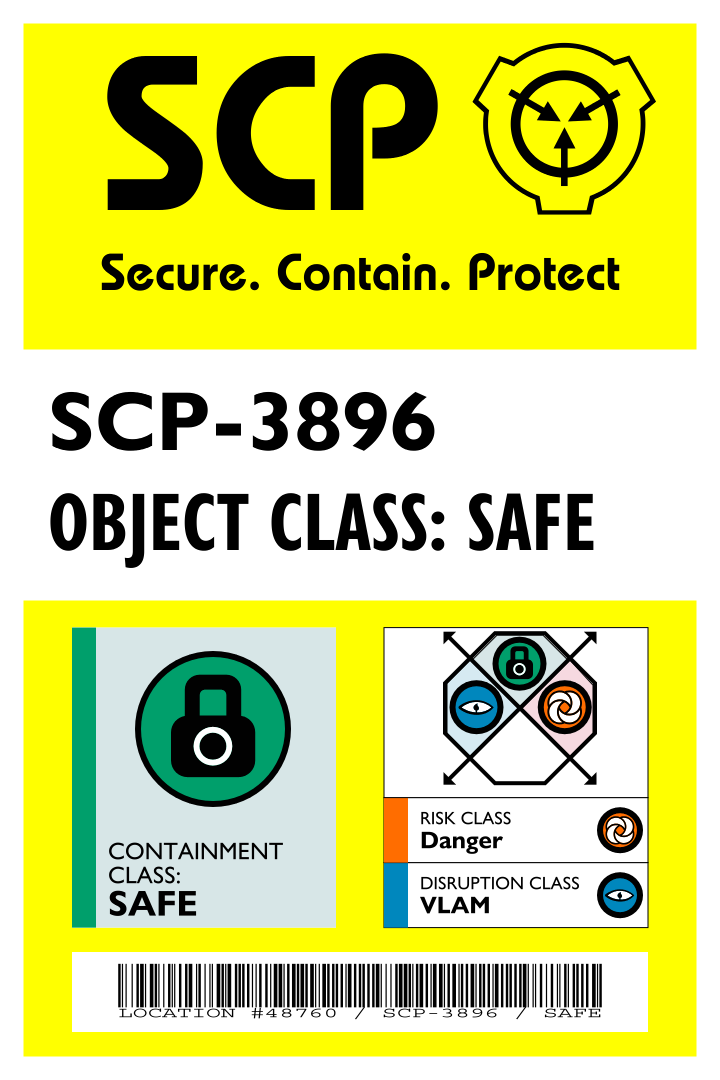 SCP
Secure. Contain. Protect
SCP-3896
OBJECT CLASS: SAFE
CONTAINMENT
CLASS:
SAFE
RISK CLASS
Danger
DISRUPTION CLASS
VLAM
LOCATION #48760 / SCP-3896 / SAFE